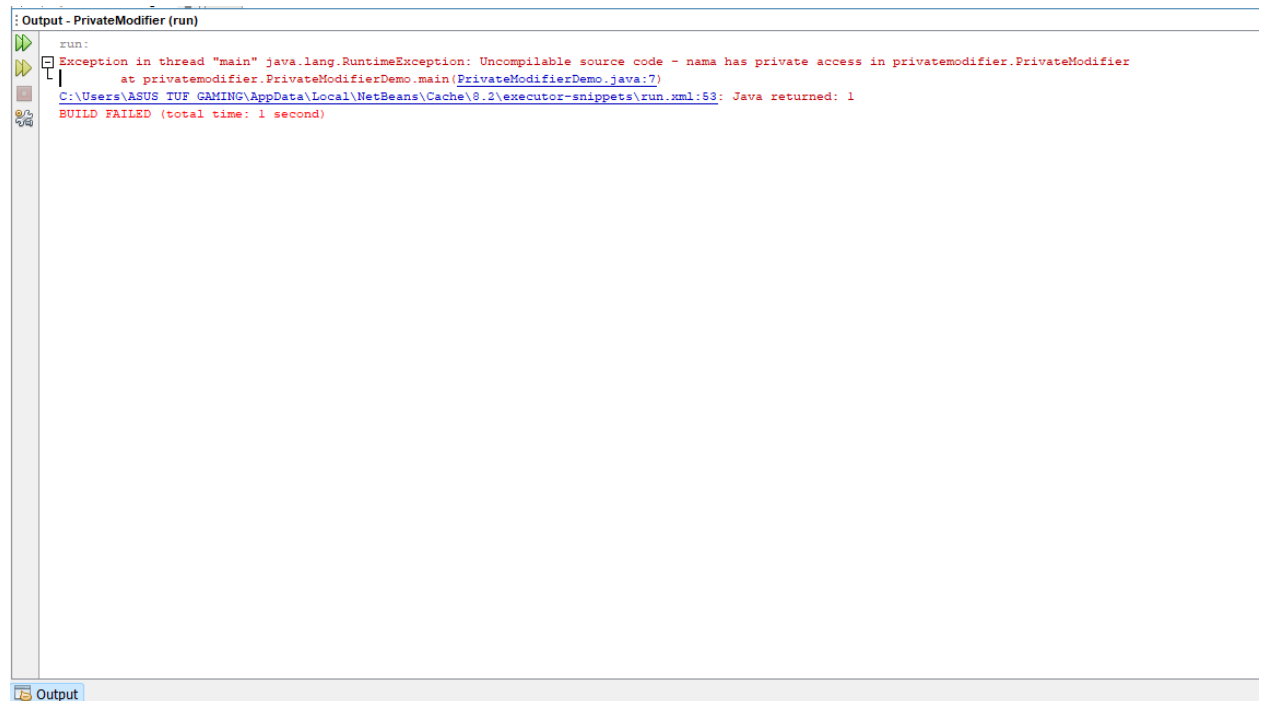 Output - PrivateModifier (run)
run:
Exception in thread "main" java.lang.RuntimeException: Uncompilable source code - nama has private access in privatemodifier.PrivateModifier
at privatemodifier.PrivateModifierDemo.main(PrivateModifierDemo.java:7)
C:\Users\ASUS TUF GAMING\AppData\Local\NetBeans\Cache\8.2\executor-snippets\run.xml:53: Java returned: 1
BUILD FAILED (total time: 1 second)
Output